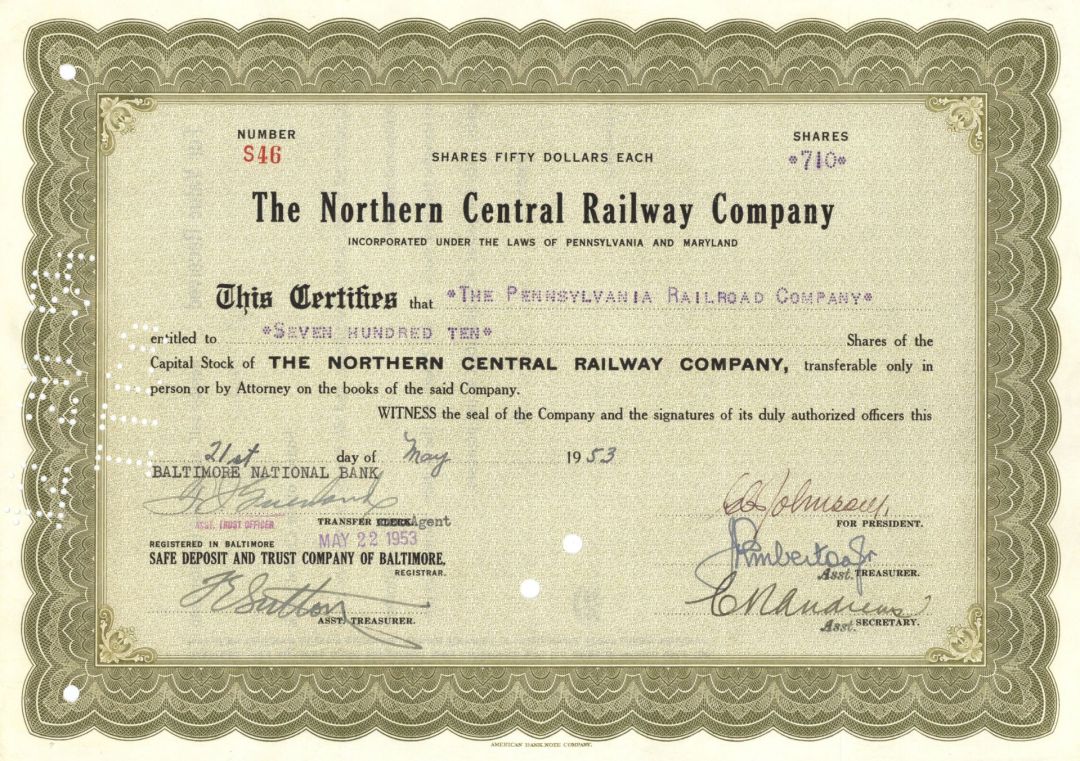 NUMBER
S46
SHARES
*710*
SHARES FIFTY DOLLARS EACH
The Northern Central Railway Company
INCORPORATED UNDER THE LAWS OF PENNSYLVANIA AND MARYLAND
This Certifies that *THE PENNSYLVANIA RAILROAD COMPANY*
entitled to *SEVEN HUNDRED TEN* Shares of the
Capital Stock of THE NORTHERN CENTRAL RAILWAY COMPANY, transferable only in
person or by Attorney on the books of the said Company.
WITNESS the seal of the Company and the signatures of its duly authorized officers this
21st day of May 1953
BALTIMORE NATIONAL BANK
ASST. TRUST OFFICER
TRANSFER CLERK. Agent
FOR PRESIDENT.
REGISTERED IN BALTIMORE
MAY 22 1953
SAFE DEPOSIT AND TRUST COMPANY OF BALTIMORE,
REGISTRAR.
Asst. TREASURER.
Sutton
ASST. TREASURER.
C R Andrews
Asst. SECRETARY.
AMERICAN BANK NOTE COMPANY.